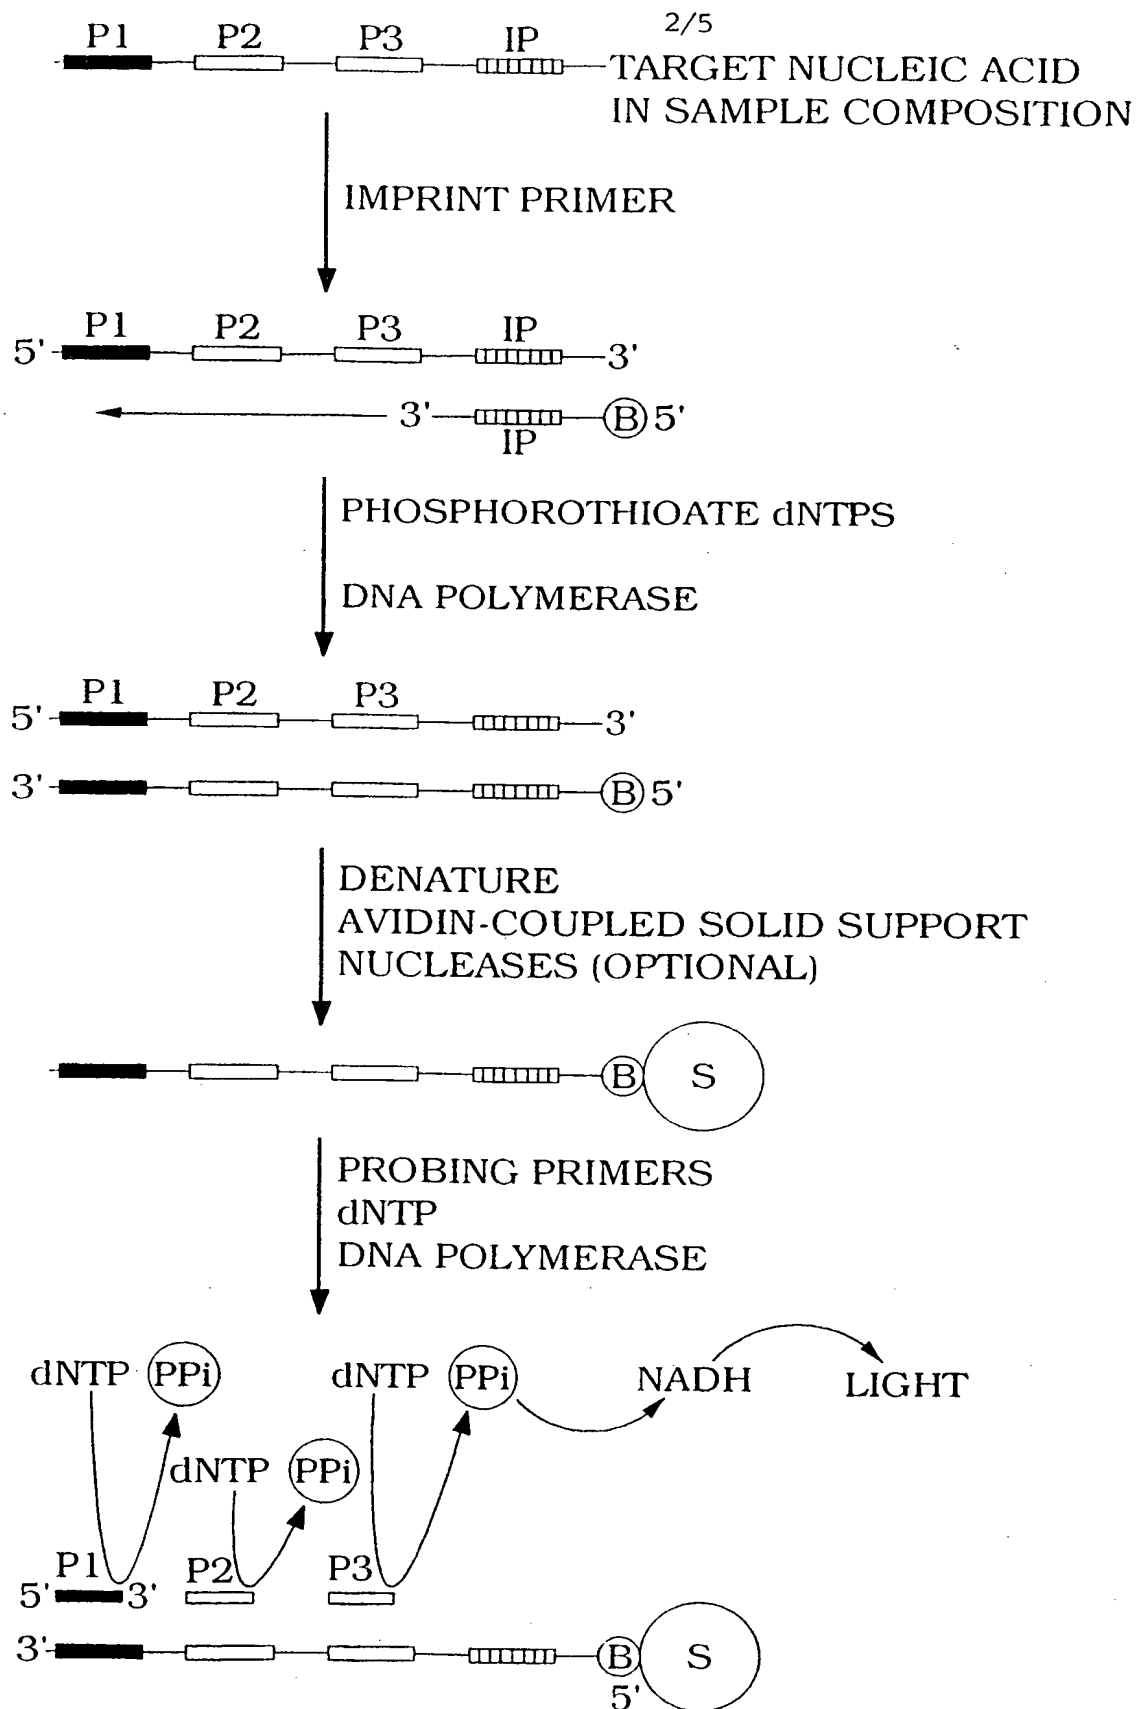 2/5
P1 P2 P3 IP
TARGET NUCLEIC ACID
IN SAMPLE COMPOSITION
IMPRINT PRIMER
P1 P2 P3 IP
5' 3'
3' B 5'
IP
PHOSPHOROTHIOATE dNTPS
DNA POLYMERASE
P1 P2 P3
5' 3'
3' B 5'
DENATURE
AVIDIN-COUPLED SOLID SUPPORT
NUCLEASES (OPTIONAL)
B S
PROBING PRIMERS
dNTP
DNA POLYMERASE
dNTP PPi dNTP PPi NADH LIGHT
dNTP PPi
P1 P2 P3
5' 3'
3' B S
5'